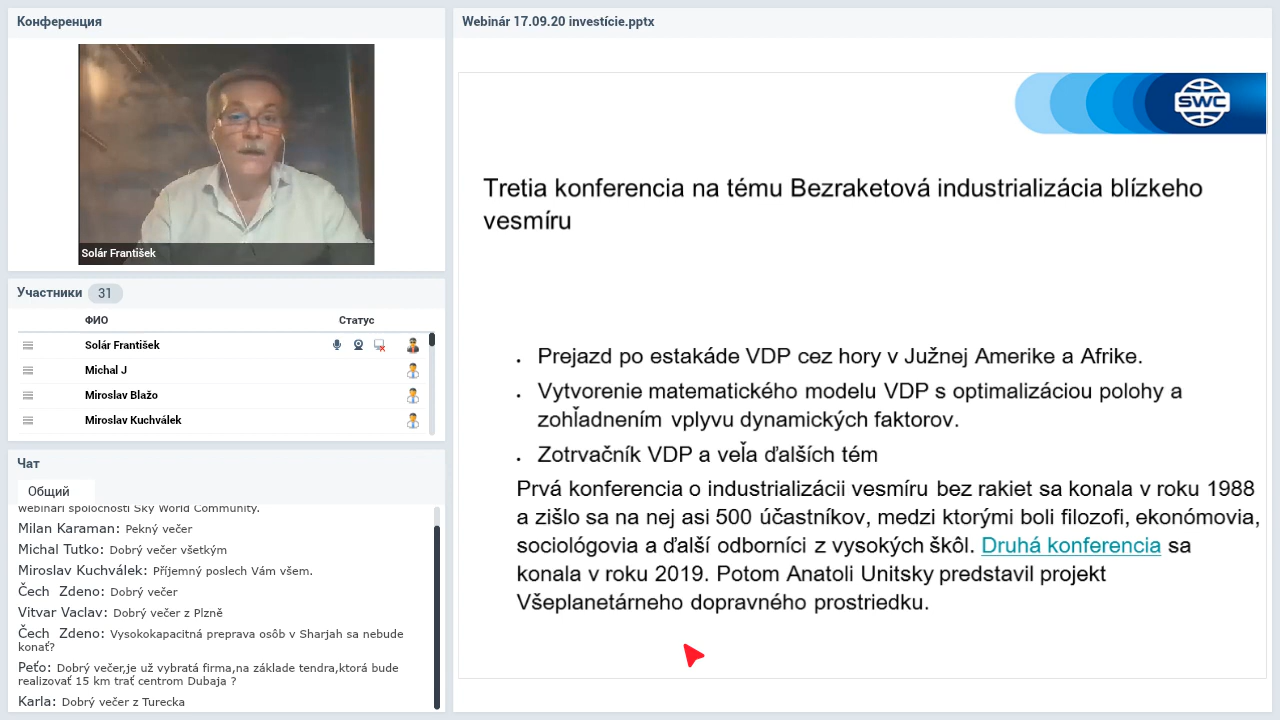 Конференция
Solár František
Участники 31
ФИО Статус
Solár František
Michal J
Miroslav Blažo
Miroslav Kuchválek
Чат
Общий
webinári spoločnosti Sky World Community.
Milan Karaman: Pekný večer
Michal Tutko: Dobrý večer všetkým
Miroslav Kuchválek: Příjemný poslech Vám všem.
Čech Zdeno: Dobrý večer
Vitvar Vaclav: Dobrý večer z Plzně
Čech Zdeno: Vysokokapacitná preprava osôb v Sharjah sa nebude
konať?
Peťo: Dobrý večer,je už vybratá firma,na základe tendra,ktorá bude
realizovať 15 km trať centrom Dubaja ?
Karla: Dobrý večer z Turecka
Webinár 17.09.20 investície.pptx
SWC
Tretia konferencia na tému Bezraketová industrializácia blízkeho
vesmíru
• Prejazd po estakáde VDP cez hory v Južnej Amerike a Afrike.
• Vytvorenie matematického modelu VDP s optimalizáciou polohy a
zohľadnením vplyvu dynamických faktorov.
• Zotrvačník VDP a veľa ďalších tém
Prvá konferencia o industrializácii vesmíru bez rakiet sa konala v roku 1988
a zišlo sa na nej asi 500 účastníkov, medzi ktorými boli filozofi, ekonómovia,
sociológovia a ďalší odborníci z vysokých škôl. Druhá konferencia sa
konala v roku 2019. Potom Anatoli Unitsky predstavil projekt
Všeplanetárneho dopravného prostriedku.